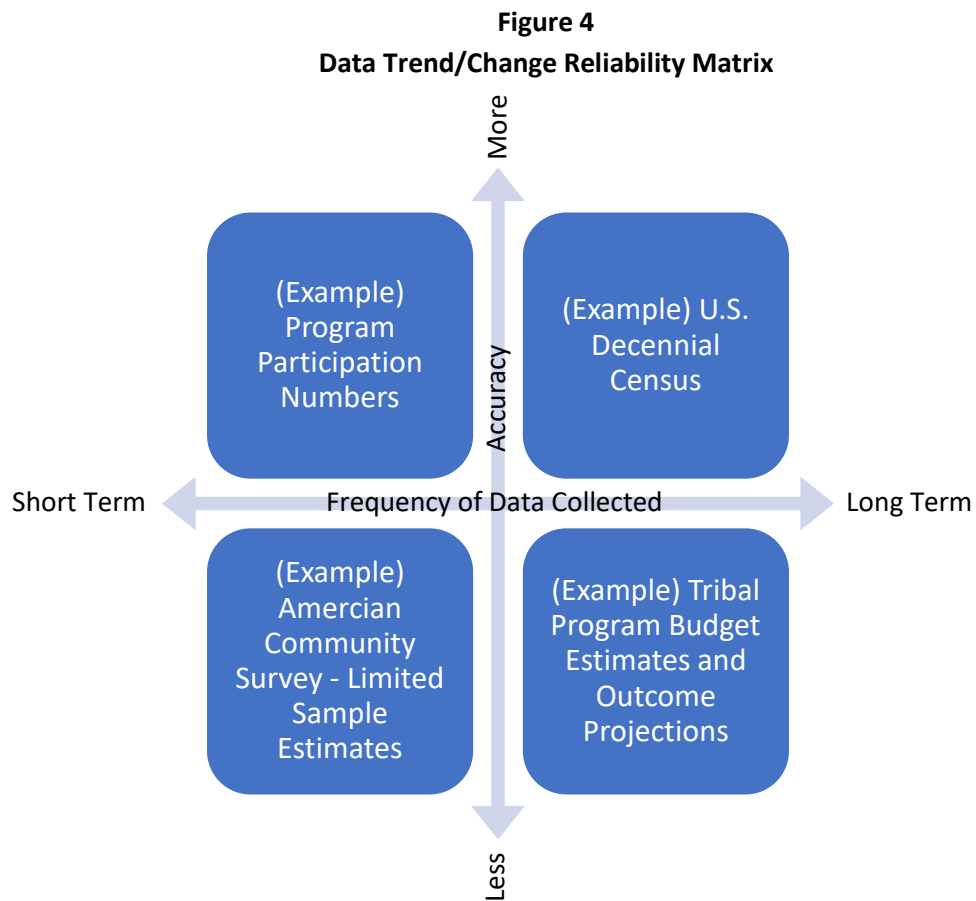 Figure 4
Data Trend/Change Reliability Matrix
More
(Example)
Program
Participation
Numbers
(Example) U.S.
Decennial
Census
Accuracy
Short Term
Frequency of Data Collected
Long Term
(Example)
Amercian
Community
Survey - Limited
Sample
Estimates
(Example) Tribal
Program Budget
Estimates and
Outcome
Projections
Less